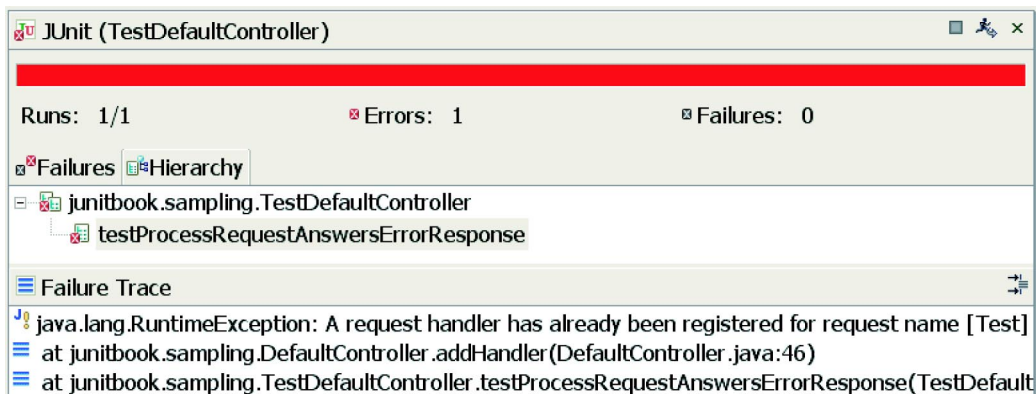 JUnit (TestDefaultController)
Runs: 1/1 Errors: 1 Failures: 0
Failures Hierarchy
junitbook.sampling.TestDefaultController
testProcessRequestAnswersErrorResponse
Failure Trace
java.lang.RuntimeException: A request handler has already been registered for request name [Test]
at junitbook.sampling.DefaultController.addHandler(DefaultController.java:46)
at junitbook.sampling.TestDefaultController.testProcessRequestAnswersErrorResponse(TestDefault